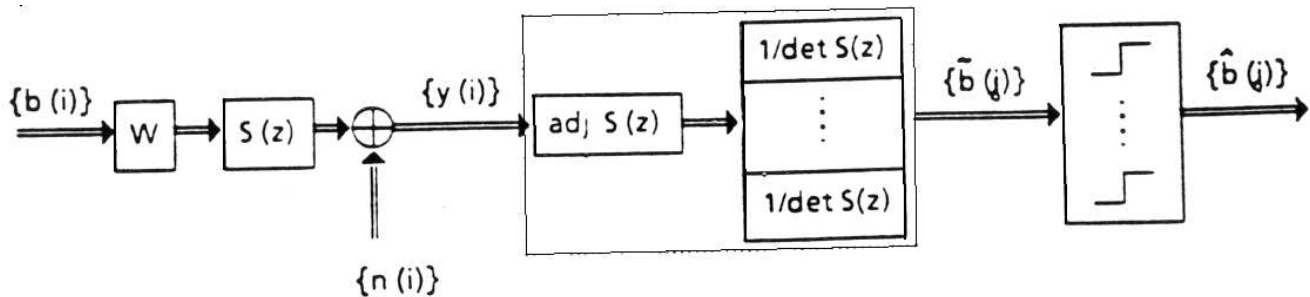 {b (i)}
W
S (z)
{y (i)}
{n (i)}
adj S (z)
1/det S(z)
1/det S(z)
{b̃ (j)}
{b̂ (j)}